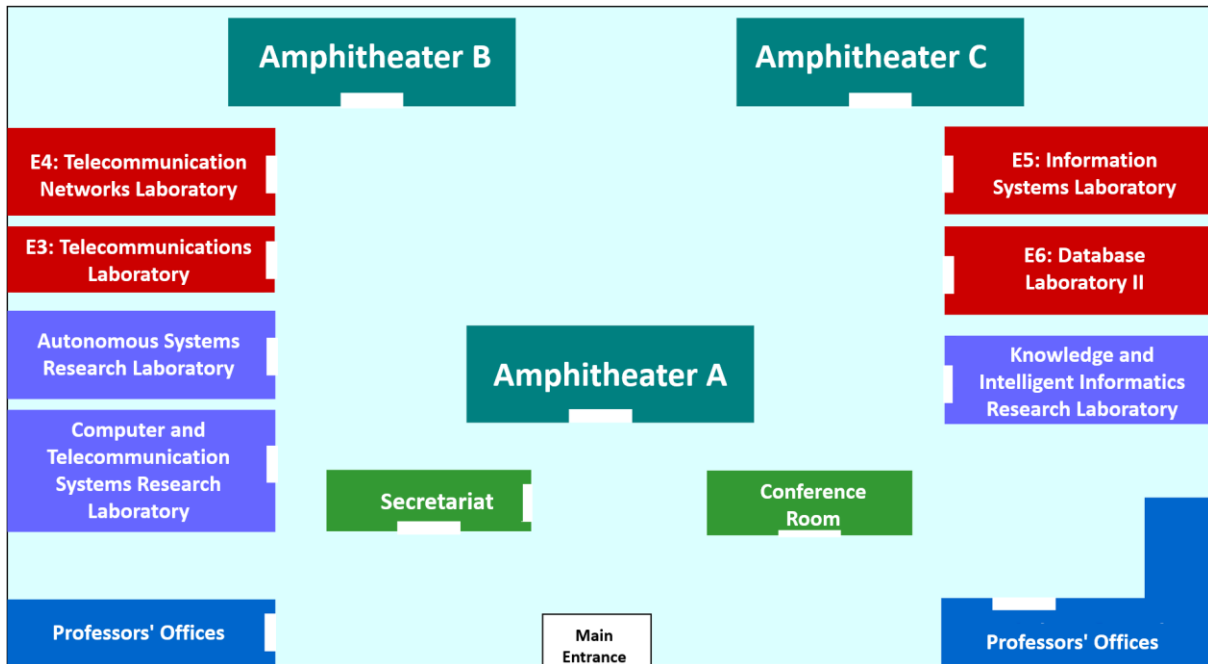 Amphitheater B
Amphitheater C
E4: Telecommunication
Networks Laboratory
E5: Information
Systems Laboratory
E3: Telecommunications
Laboratory
E6: Database
Laboratory II
Autonomous Systems
Research Laboratory
Amphitheater A
Knowledge and
Intelligent Informatics
Research Laboratory
Computer and
Telecommunication
Systems Research
Laboratory
Secretariat
Conference
Room
Professors' Offices
Main
Entrance
Professors' Offices